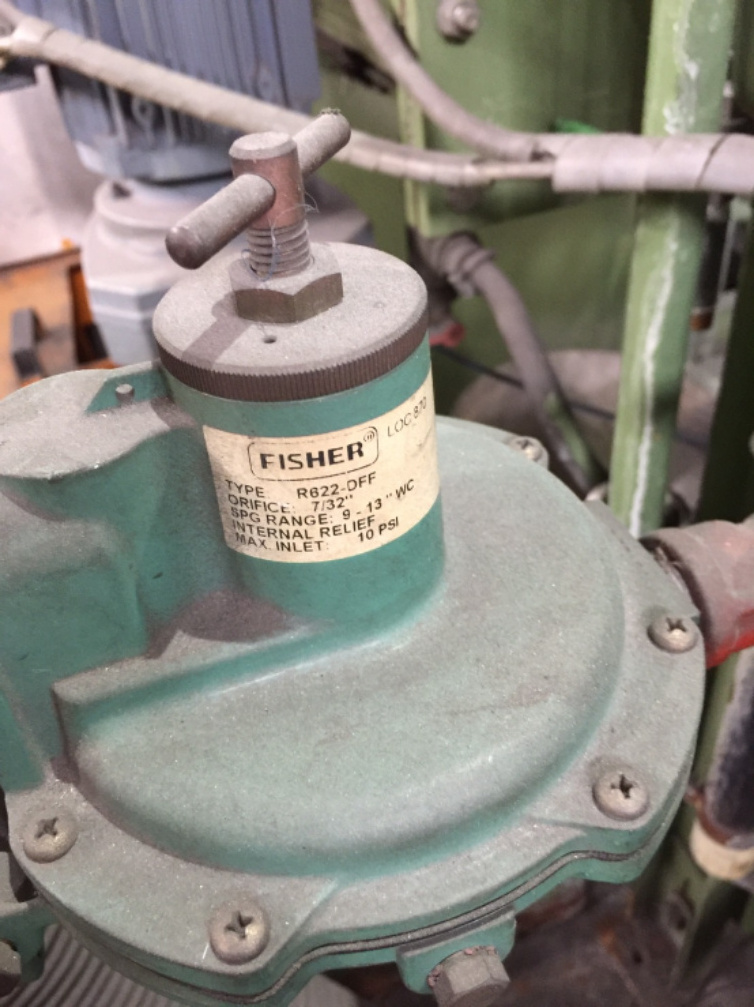 LOC 870
FISHER®
TYPE R622-DFF
ORIFICE: 7/32"
SPG RANGE: 9 - 13 " WC
INTERNAL RELIEF
MAX. INLET: 10 PSI